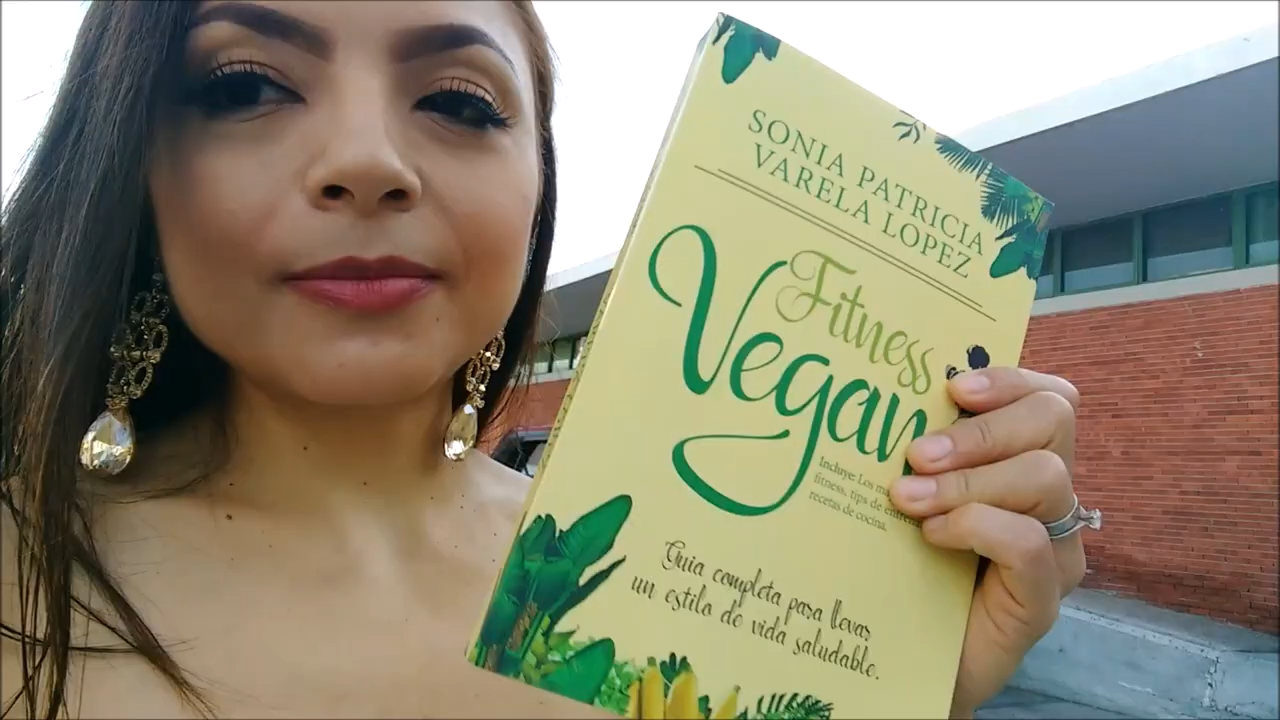 SONIA PATRICIA
VARELA LOPEZ
Fitness
Vegan
Incluye: Los
fitness, tips de
recetas de cocina.
Guia completa para llevar
un estilo de vida saludable.